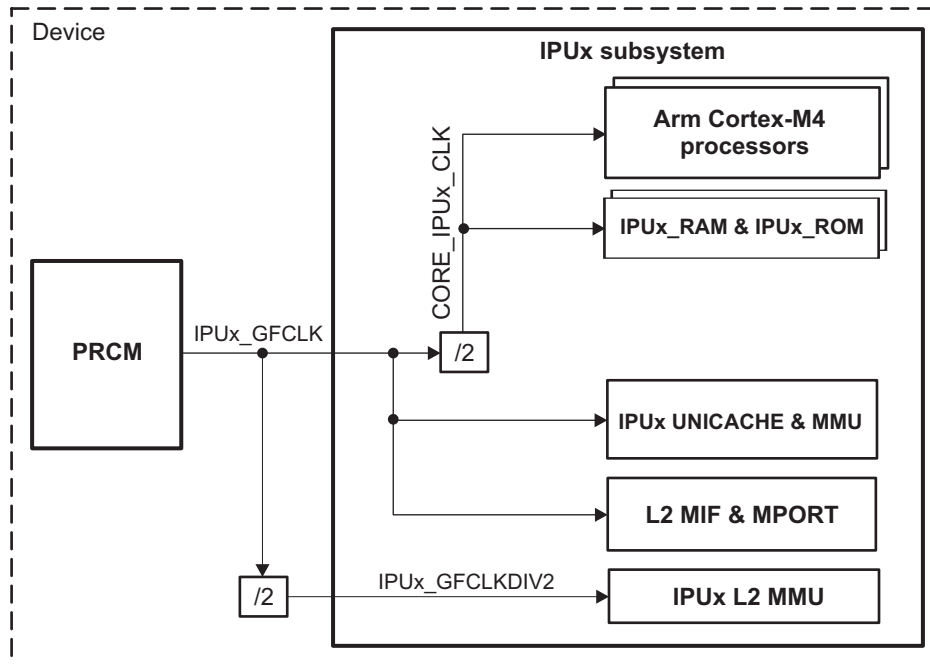 Device
IPUx subsystem
Arm Cortex-M4
processors
CORE_IPUx_CLK
IPUx_RAM & IPUx_ROM
IPUx_GFCLK
PRCM
/2
IPUx UNICACHE & MMU
L2 MIF & MPORT
IPUx_GFCLKDIV2
/2
IPUx L2 MMU